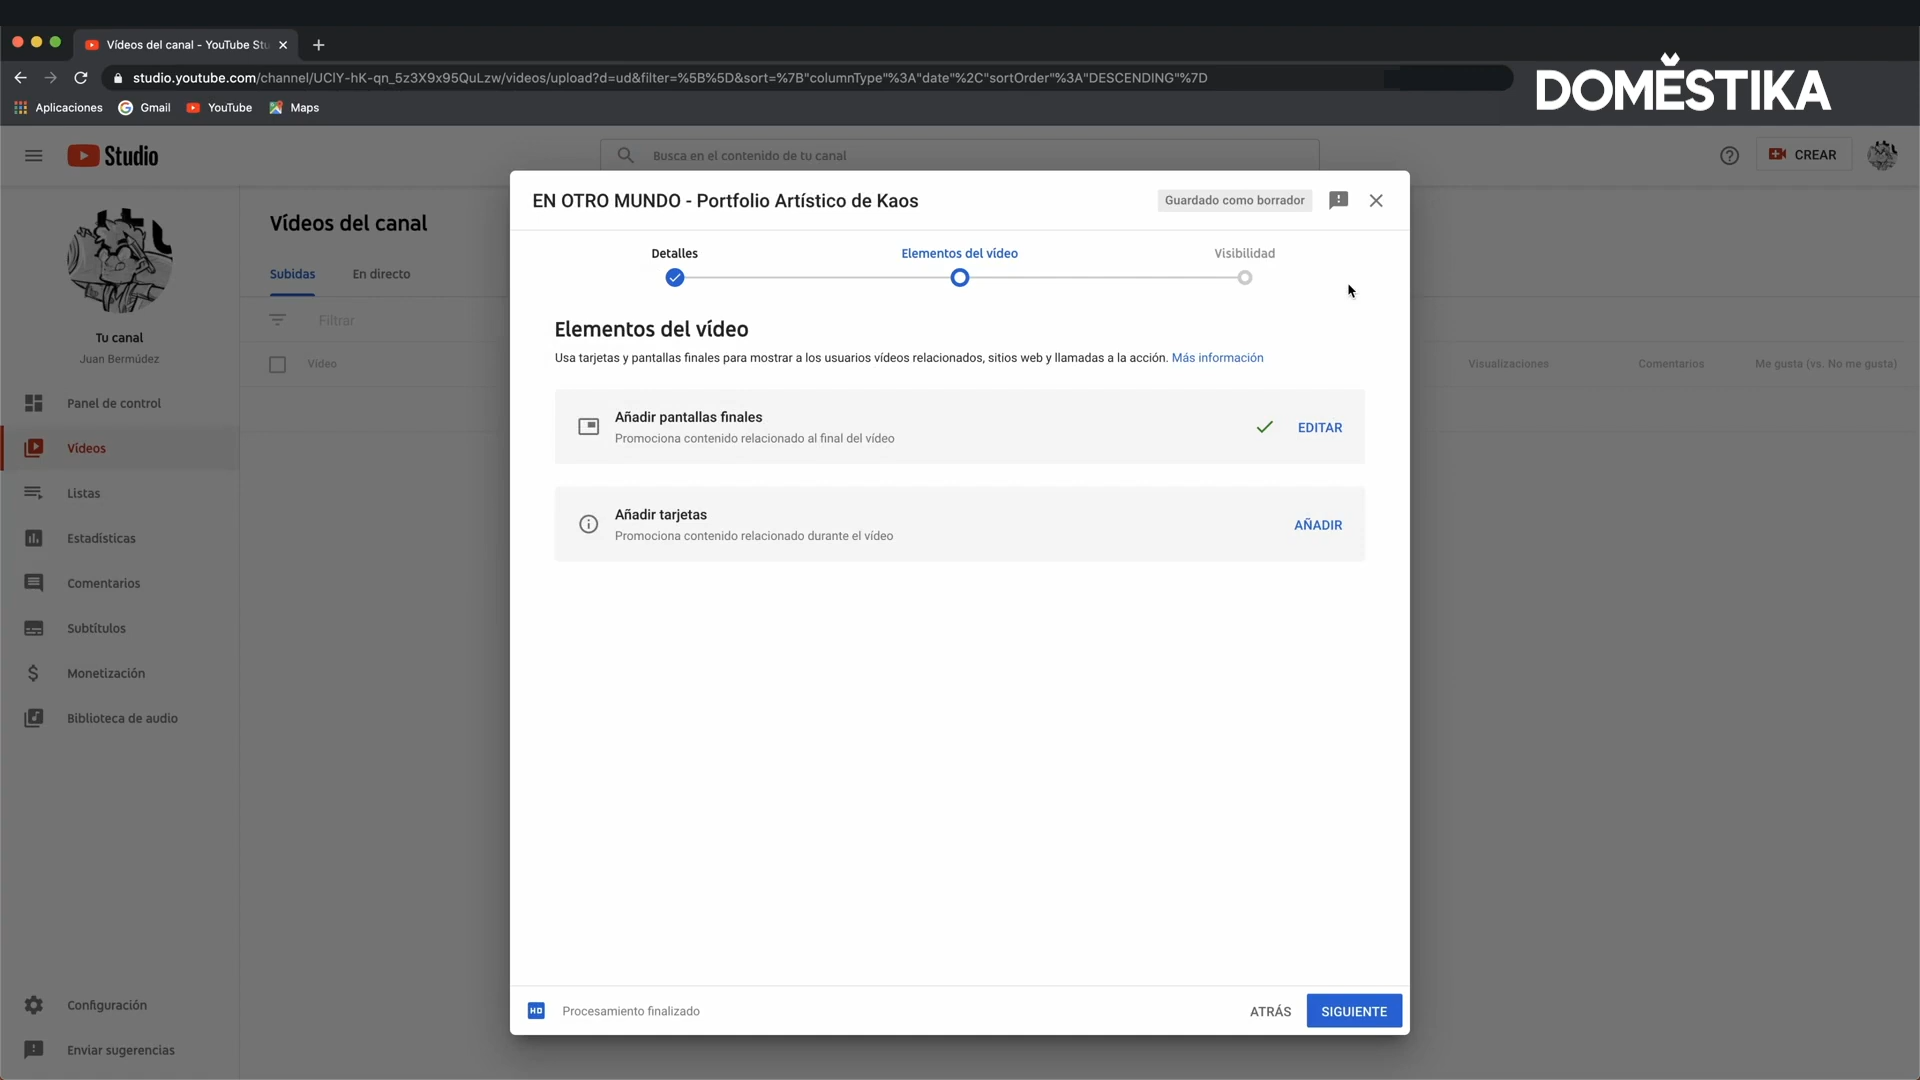 Vídeos del canal - YouTube Stu
studio.youtube.com/channel/UClY-hK-qn_5z3X9x95QuLzw/videos/upload?d=ud&filter=%5B%5D&sort=%7B"columnType"%3A"date"%2C"sortOrder"%3A"DESCENDING"%7D
Aplicaciones Gmail YouTube Maps
DOMĚSTIKA
Studio
Busca en el contenido de tu canal
CREAR
EN OTRO MUNDO - Portfolio Artístico de Kaos
Guardado como borrador
Vídeos del canal
Subidas En directo
Filtrar
Vídeo
Visualizaciones Comentarios Me gusta (vs. No me gusta)
Tu canal
Juan Bermúdez
Panel de control
Vídeos
Listas
Estadísticas
Comentarios
Subtítulos
Monetización
Biblioteca de audio
Configuración
Enviar sugerencias
Detalles Elementos del vídeo Visibilidad
Elementos del vídeo
Usa tarjetas y pantallas finales para mostrar a los usuarios vídeos relacionados, sitios web y llamadas a la acción. Más información
Añadir pantallas finales
Promociona contenido relacionado al final del vídeo
EDITAR
Añadir tarjetas
Promociona contenido relacionado durante el vídeo
AÑADIR
HD Procesamiento finalizado
ATRÁS SIGUIENTE